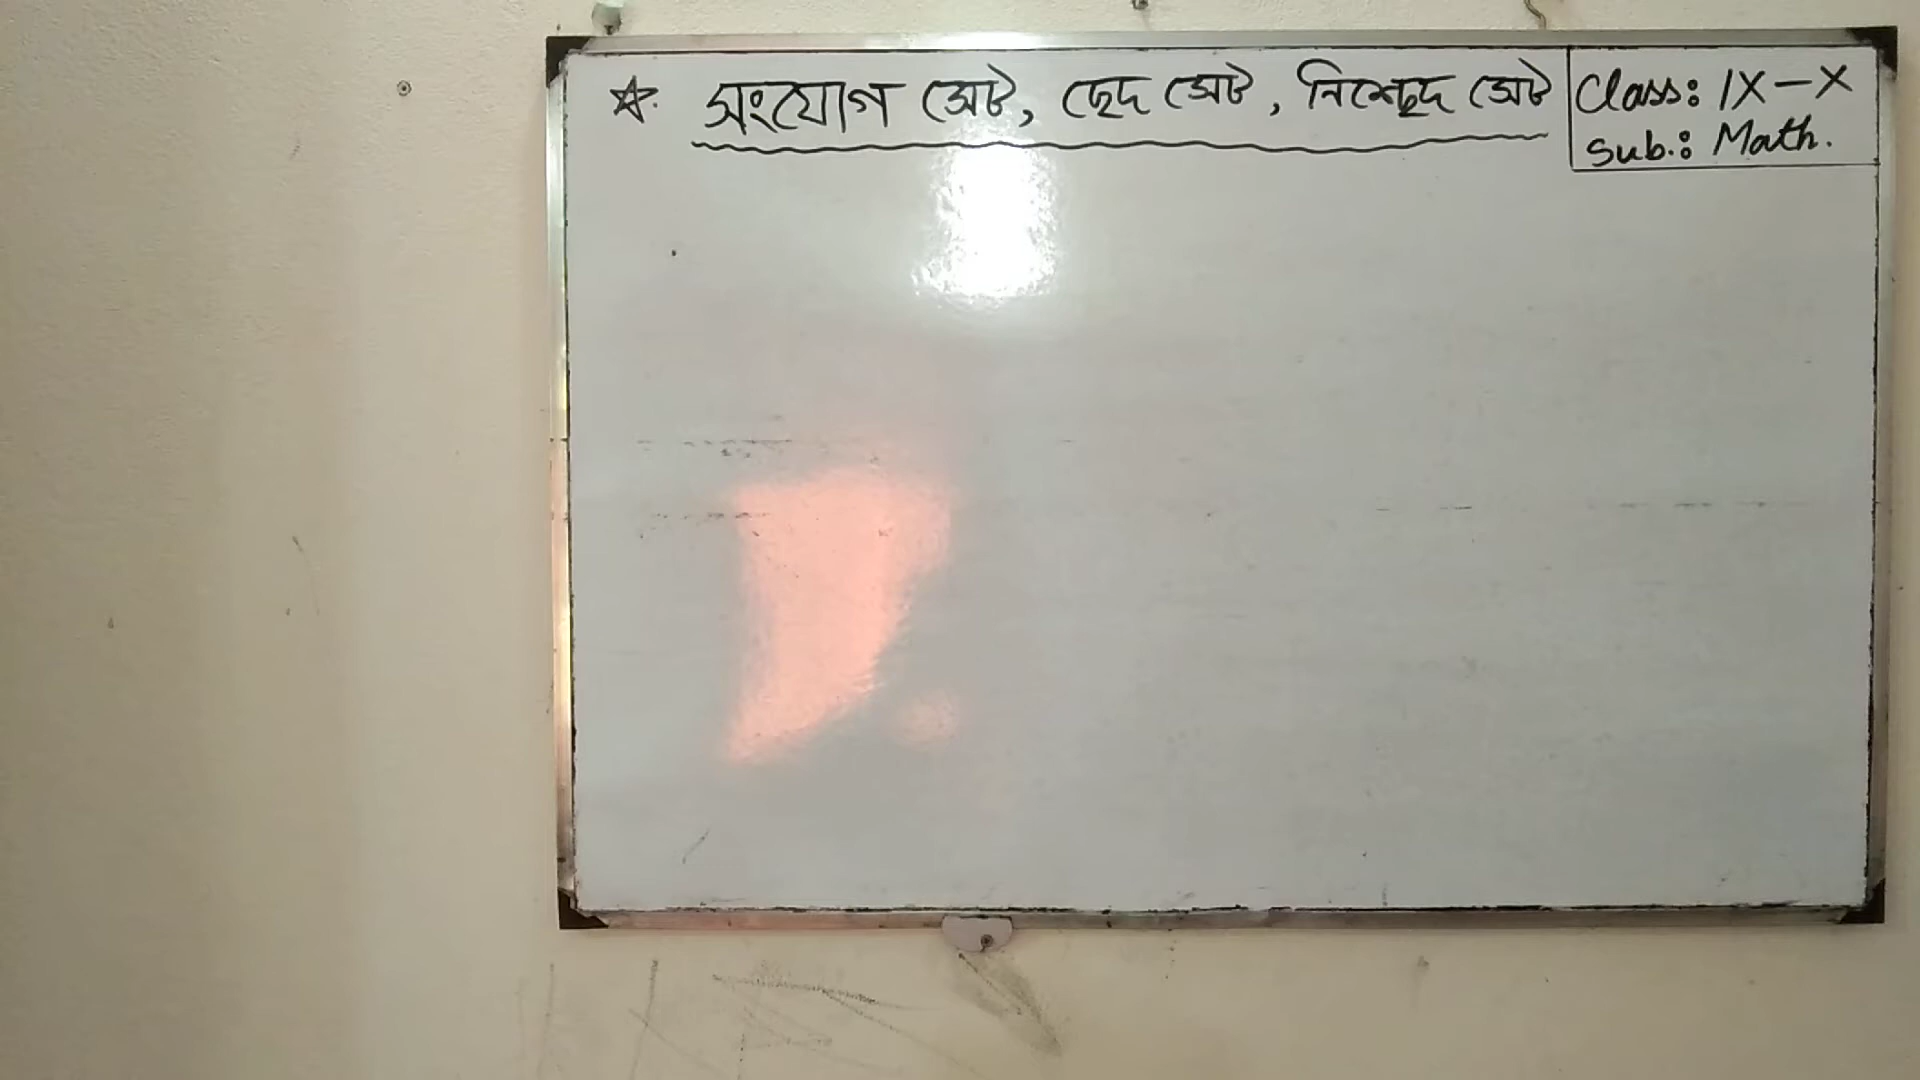 ☆. সংযোগ সেট, ছেদ সেট, নিশ্ছেদ সেট
Class: IX-X
Sub.: Math.